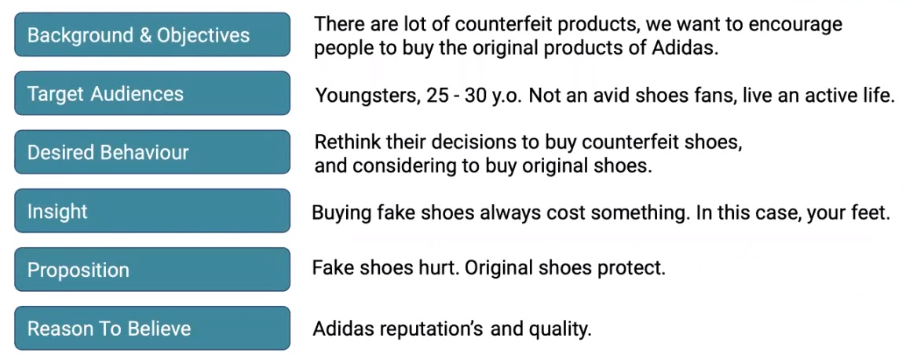 Background & Objectives
There are lot of counterfeit products, we want to encourage
people to buy the original products of Adidas.
Target Audiences
Youngsters, 25 - 30 y.o. Not an avid shoes fans, live an active life.
Desired Behaviour
Rethink their decisions to buy counterfeit shoes,
and considering to buy original shoes.
Insight
Buying fake shoes always cost something. In this case, your feet.
Proposition
Fake shoes hurt. Original shoes protect.
Reason To Believe
Adidas reputation's and quality.